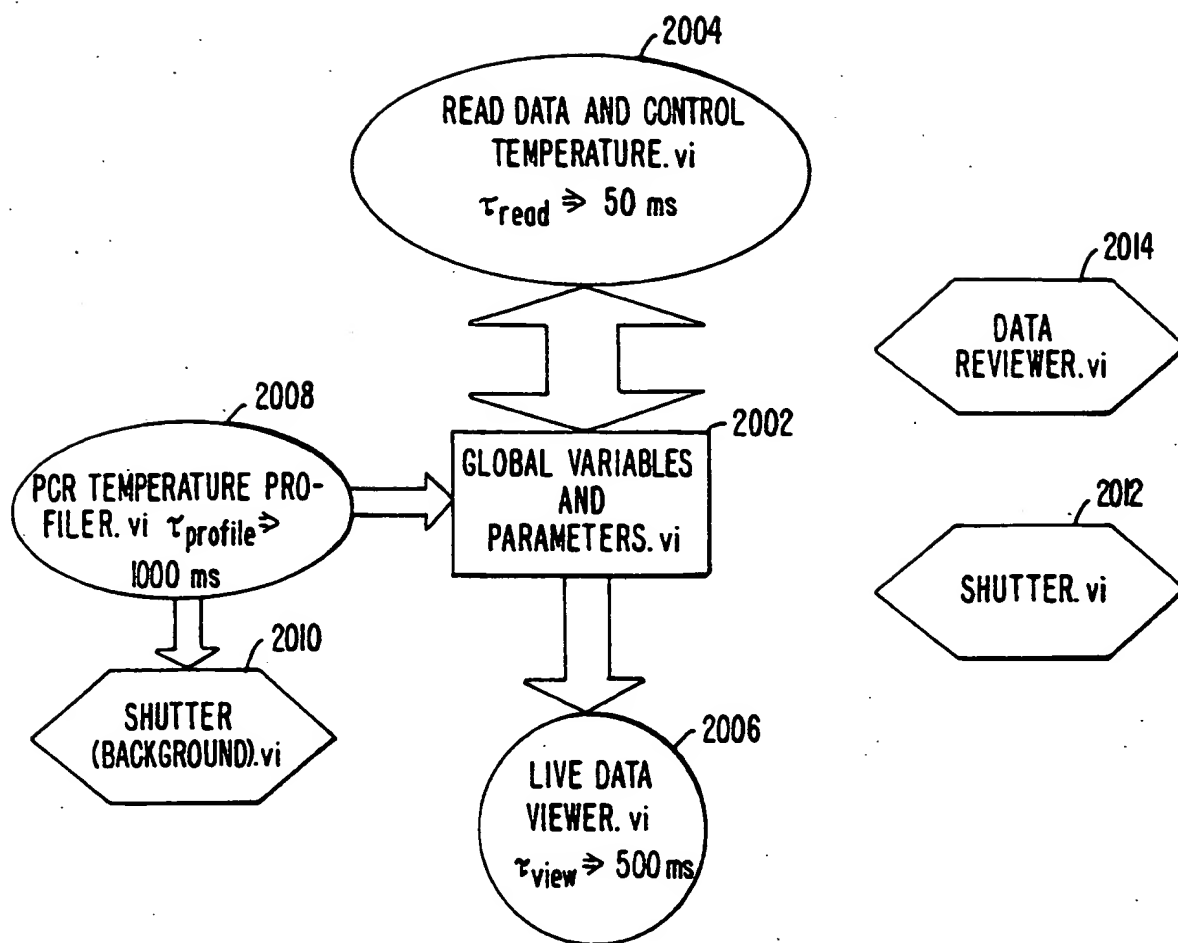 2004
READ DATA AND CONTROL
TEMPERATURE. vi
τread ⩾ 50 ms
2014
DATA
REVIEWER. vi
2008
PCR TEMPERATURE PRO-
FILER. vi τprofile ⩾
1000 ms
2002
GLOBAL VARIABLES
AND
PARAMETERS. vi
2012
SHUTTER. vi
2010
SHUTTER
(BACKGROUND). vi
2006
LIVE DATA
VIEWER. vi
τview ⩾ 500 ms